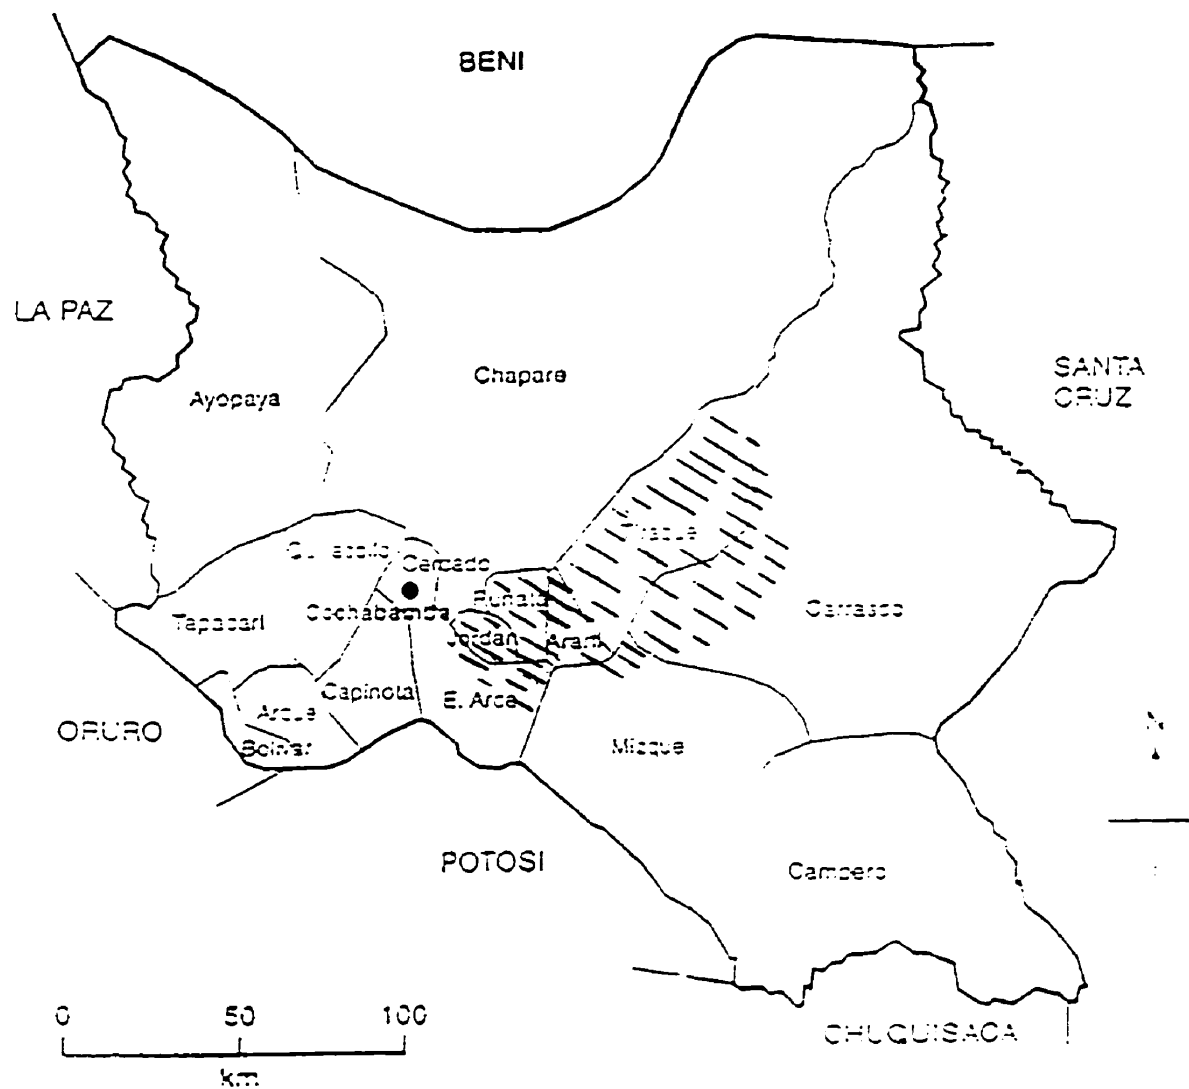 BENI
LA PAZ
Chapare
SANTA
CRUZ
Ayopaya
Tiraque
Cercado
Punata
Carrasco
Cochabamba
Tapacari
Jordan
Arani
Capinota
E. Arce
Arque
ORURO
Bolivar
Mizque
N
POTOSI
Campero
0 50 100
km
CHUQUISACA